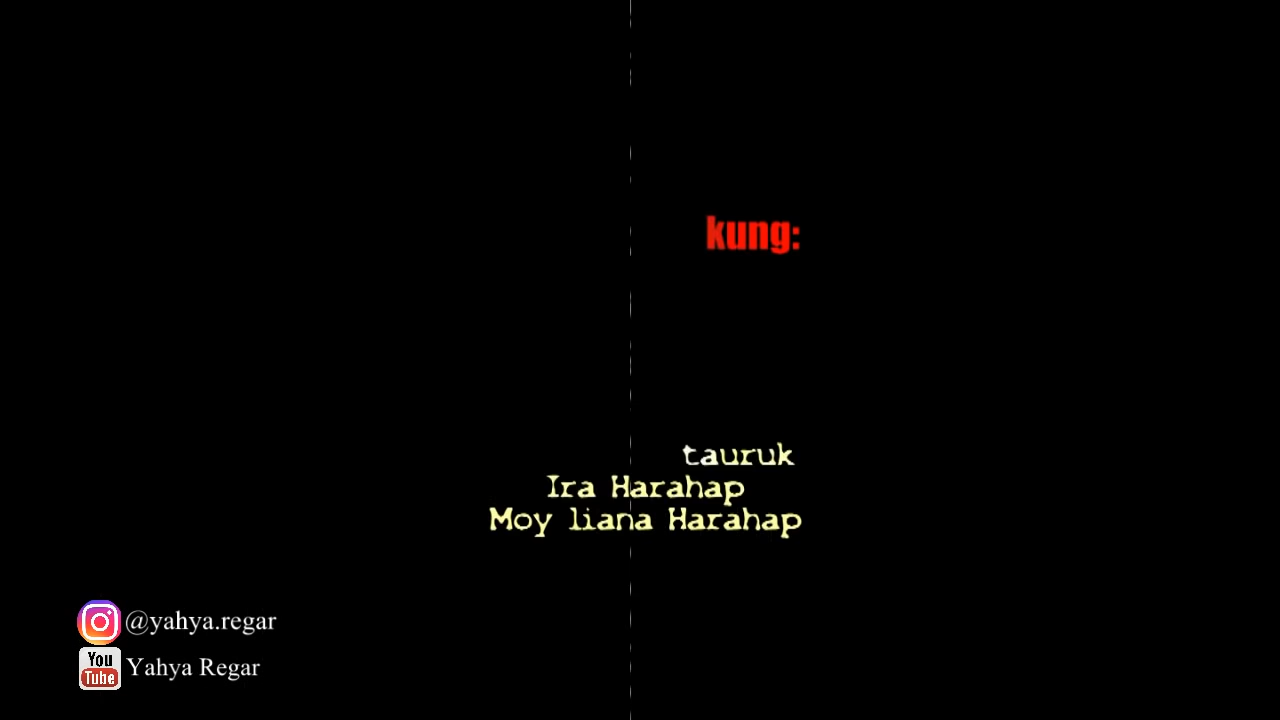 kung:
tauruk
Ira Harahap
Moy liana Harahap
@yahya.regar
You
Tube
Yahya Regar